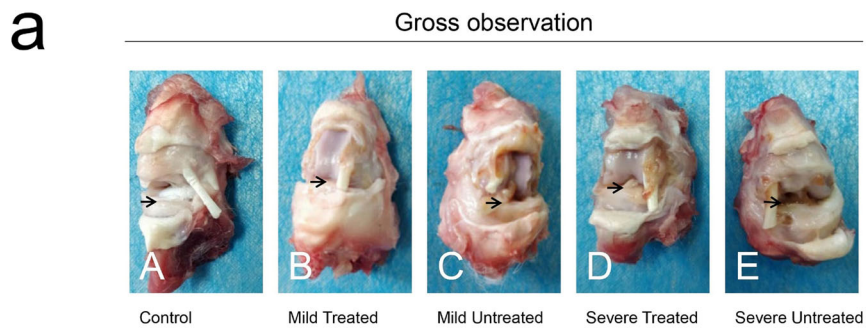 a
Gross observation
A B C D E
Control Mild Treated Mild Untreated Severe Treated Severe Untreated